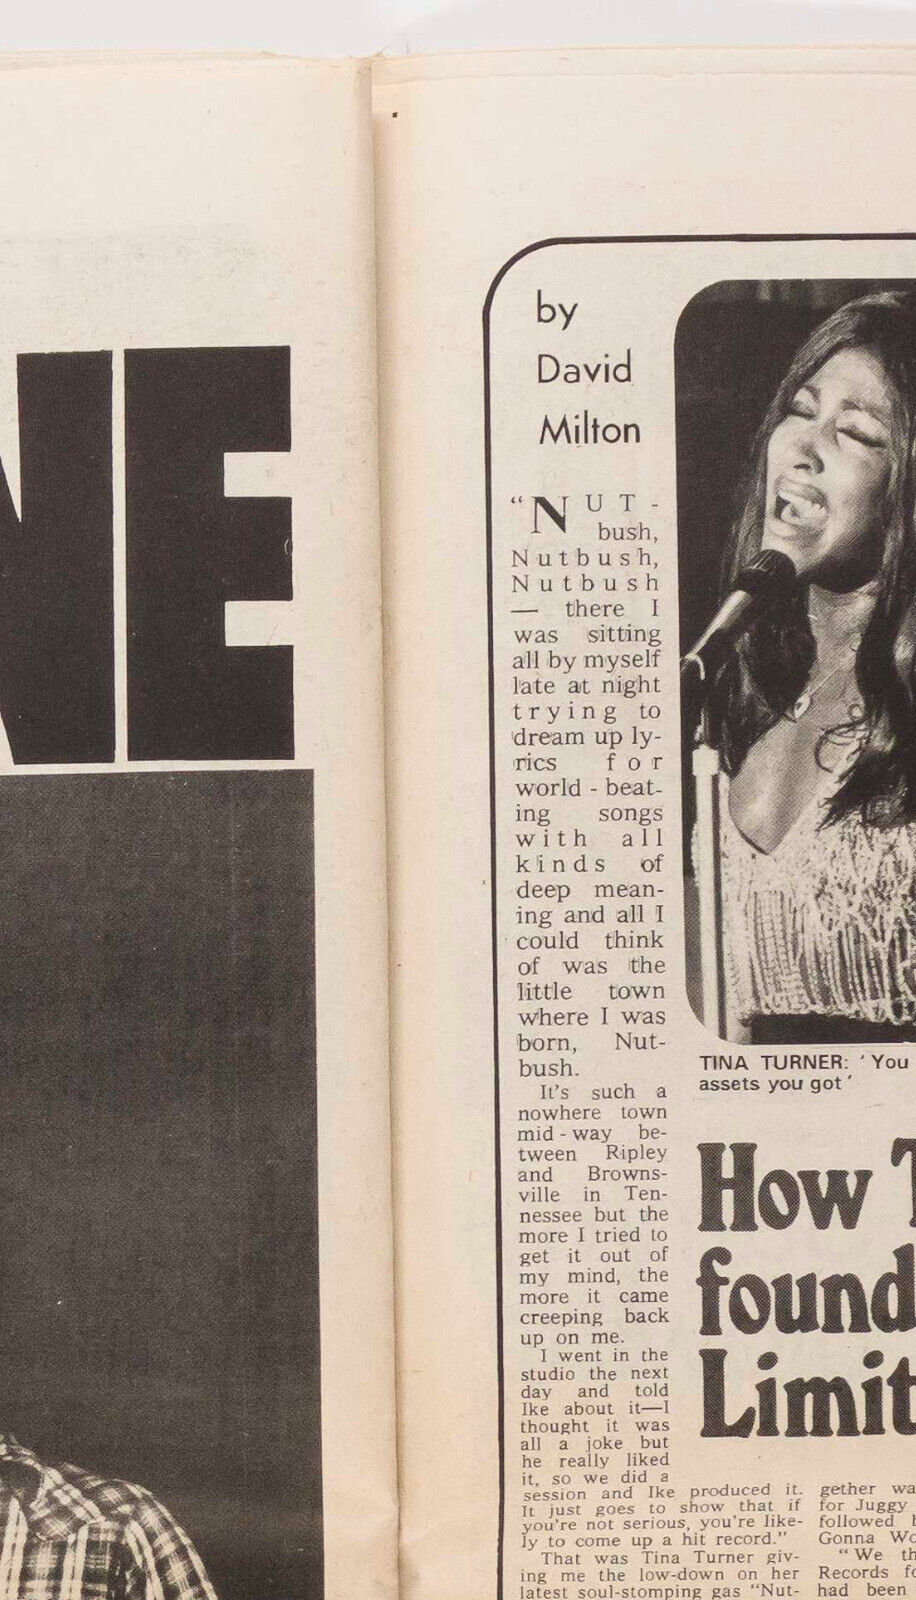 NE
by
David
Milton
"NUT-
bush,
Nutbush,
Nutbush
— there I
was sitting
all by myself
late at night
trying to
dream up ly-
rics for
world - beat-
ing songs
with all
kinds of
deep mean-
ing and all I
could think
of was the
little town
where I was
born, Nut-
bush.
It's such a
nowhere town
mid - way be-
tween Ripley
and Browns-
ville in Ten-
nessee but the
more I tried to
get it out of
my mind, the
more it came
creeping back
up on me.
I went in the
studio the next
day and told
Ike about it—I
thought it was
all a joke but
he really liked
it, so we did a
session and Ike produced it.
It just goes to show that if
you're not serious, you're like-
ly to come up a hit record."
That was Tina Turner giv-
ing me the low-down on her
latest soul-stomping gas "Nut-
TINA TURNER: 'You
assets you got'
How
found
Limit
gether
for Juggy
followed
Gonna
"We
Records
had been